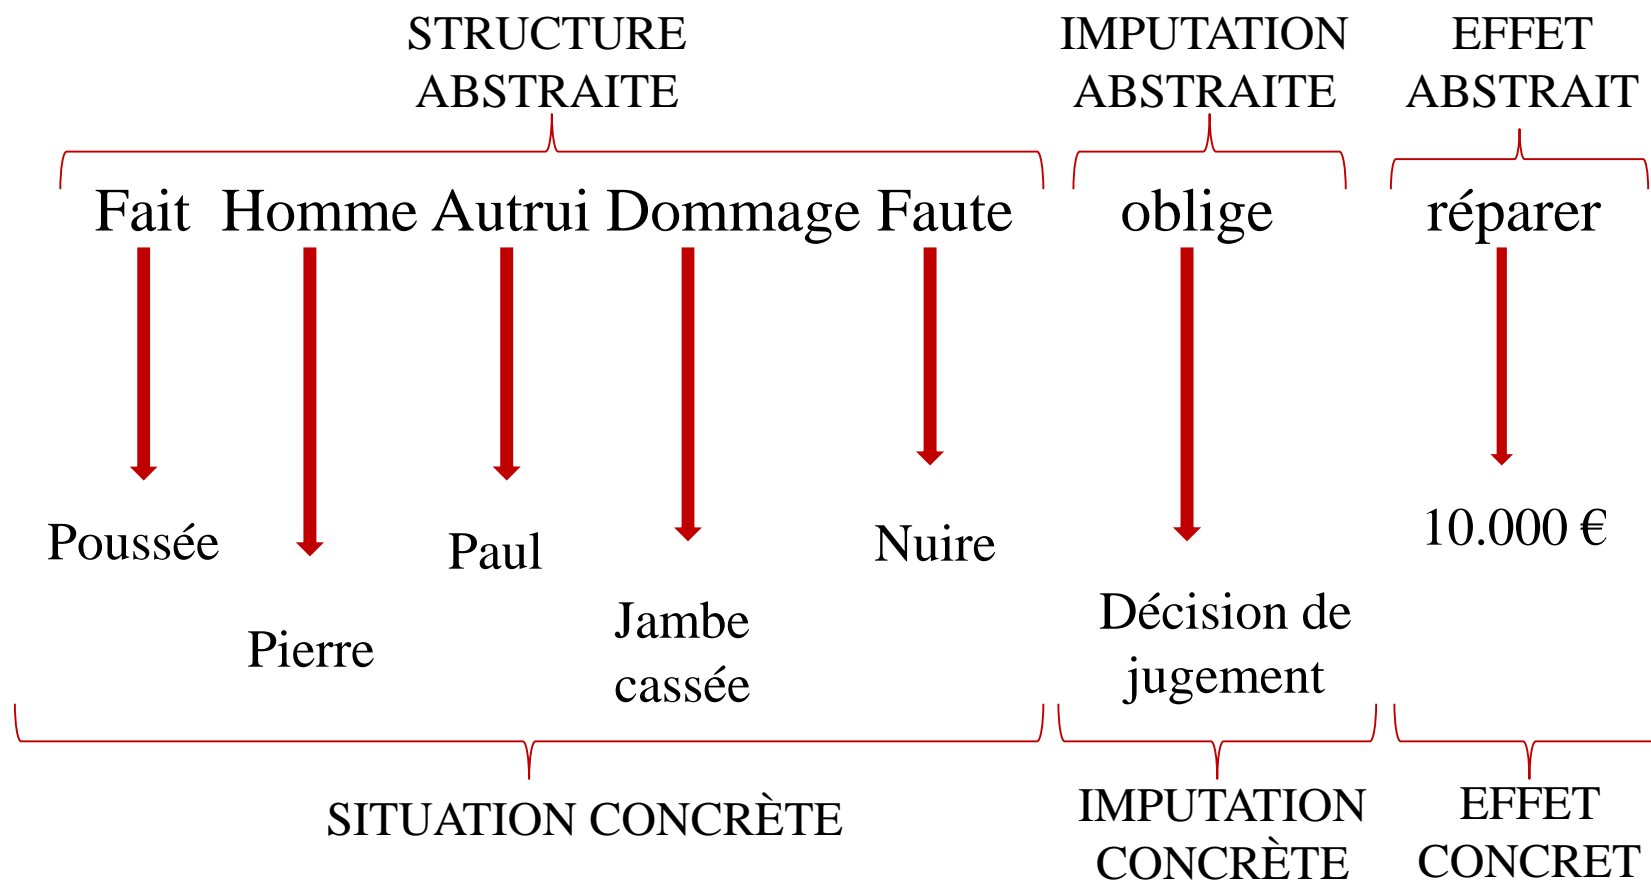 STRUCTURE
ABSTRAITE
IMPUTATION
ABSTRAITE
EFFET
ABSTRAIT
Fait Homme Autrui Dommage Faute oblige réparer
Poussée
Pierre
Paul
Jambe
cassée
Nuire
Décision de
jugement
10.000 €
SITUATION CONCRÈTE
IMPUTATION
CONCRÈTE
EFFET
CONCRET